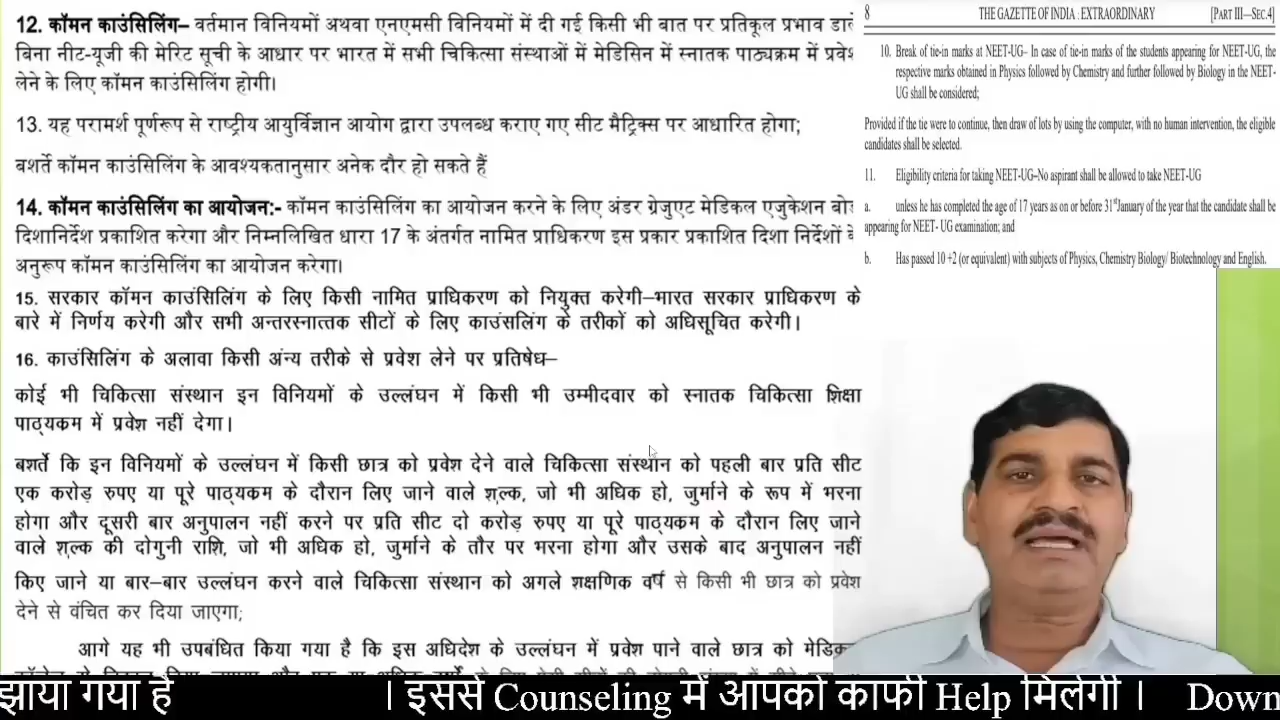 12. कॉमन काउंसिलिंग– वर्तमान विनियमों अथवा एनएमसी विनियमों में दी गई किसी भी बात पर प्रतिकूल प्रभाव डाले
बिना नीट-यूजी की मेरिट सूची के आधार पर भारत में सभी चिकित्सा संस्थाओं में मेडिसिन में स्नातक पाठ्यक्रम में प्रवेश
लेने के लिए कॉमन काउंसिलिंग होगी।
13. यह परामर्श पूर्णरूप से राष्ट्रीय आयुर्विज्ञान आयोग द्वारा उपलब्ध कराए गए सीट मैट्रिक्स पर आधारित होगा;
बशर्ते कॉमन काउंसिलिंग के आवश्यकतानुसार अनेक दौर हो सकते हैं
14. कॉमन काउंसिलिंग का आयोजन:- कॉमन काउंसिलिंग का आयोजन करने के लिए अंडर ग्रेजुएट मेडिकल एजुकेशन बोर्ड
दिशानिर्देश प्रकाशित करेगा और निम्नलिखित धारा 17 के अंतर्गत नामित प्राधिकरण इस प्रकार प्रकाशित दिशा निर्देशों के
अनुरूप कॉमन काउंसिलिंग का आयोजन करेगा।
15. सरकार कॉमन काउंसिलिंग के लिए किसी नामित प्राधिकरण को नियुक्त करेगी–भारत सरकार प्राधिकरण के
बारे में निर्णय करेगी और सभी अन्तरस्नात्तक सीटों के लिए काउंसलिंग के तरीकों को अधिसूचित करेगी।
16. काउंसिलिंग के अलावा किसी अंन्य तरीके से प्रवेश लेने पर प्रतिषेध–
कोई भी चिकित्सा संस्थान इन विनियमों के उल्लंघन में किसी भी उम्मीदवार को स्नातक चिकित्सा शिक्षा
पाठ्यकम में प्रवेश नहीं देगा।
बशर्ते कि इन विनियमों के उल्लंघन में किसी छात्र को प्रवेश देने वाले चिकित्सा संस्थान को पहली बार प्रति सीट
एक करोड़ रुपए या पूरे पाठ्यकम के दौरान लिए जाने वाले शल्क, जो भी अधिक हो, जुर्माने के रूप में भरना
होगा और दूसरी बार अनुपालन नहीं करने पर प्रति सीट दो करोड़ रुपए या पूरे पाठ्यकम के दौरान लिए जाने
वाले शल्क की दोगुनी राशि, जो भी अधिक हो, जुर्माने के तौर पर भरना होगा और उसके बाद अनुपालन नहीं
किए जाने या बार–बार उल्लंघन करने वाले चिकित्सा संस्थान को अगले शक्षणिक वर्ष से किसी भी छात्र को प्रवेश
देने से वंचित कर दिया जाएगा;
आगे यह भी उपबंधित किया गया है कि इस अधिदेश के उल्लंघन में प्रवेश पाने वाले छात्र को
8 THE GAZETTE OF INDIA : EXTRAORDINARY [PART III—SEC.4]
10. Break of tie-in marks at NEET-UG– In case of tie-in marks of the students appearing for NEET-UG, the
respective marks obtained in Physics followed by Chemistry and further followed by Biology in the NEET-
UG shall be considered;
Provided if the tie were to continue, then draw of lots by using the computer, with no human intervention, the eligible
candidates shall be selected.
11. Eligibility criteria for taking NEET-UG–No aspirant shall be allowed to take NEET-UG
a. unless he has completed the age of 17 years as on or before 31st January of the year that the candidate shall be
appearing for NEET- UG examination; and
b. Has passed 10 +2 (or equivalent) with subjects of Physics, Chemistry Biology/ Biotechnology and English.
झाया गया है । इससे Counseling में आपको काफी Help मिलेगी । Down